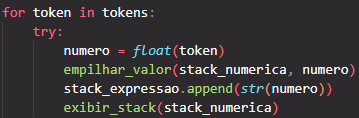 for token in tokens:
    try:
        numero = float(token)
        empilhar_valor(stack_numerica, numero)
        stack_expressao.append(str(numero))
        exibir_stack(stack_numerica)